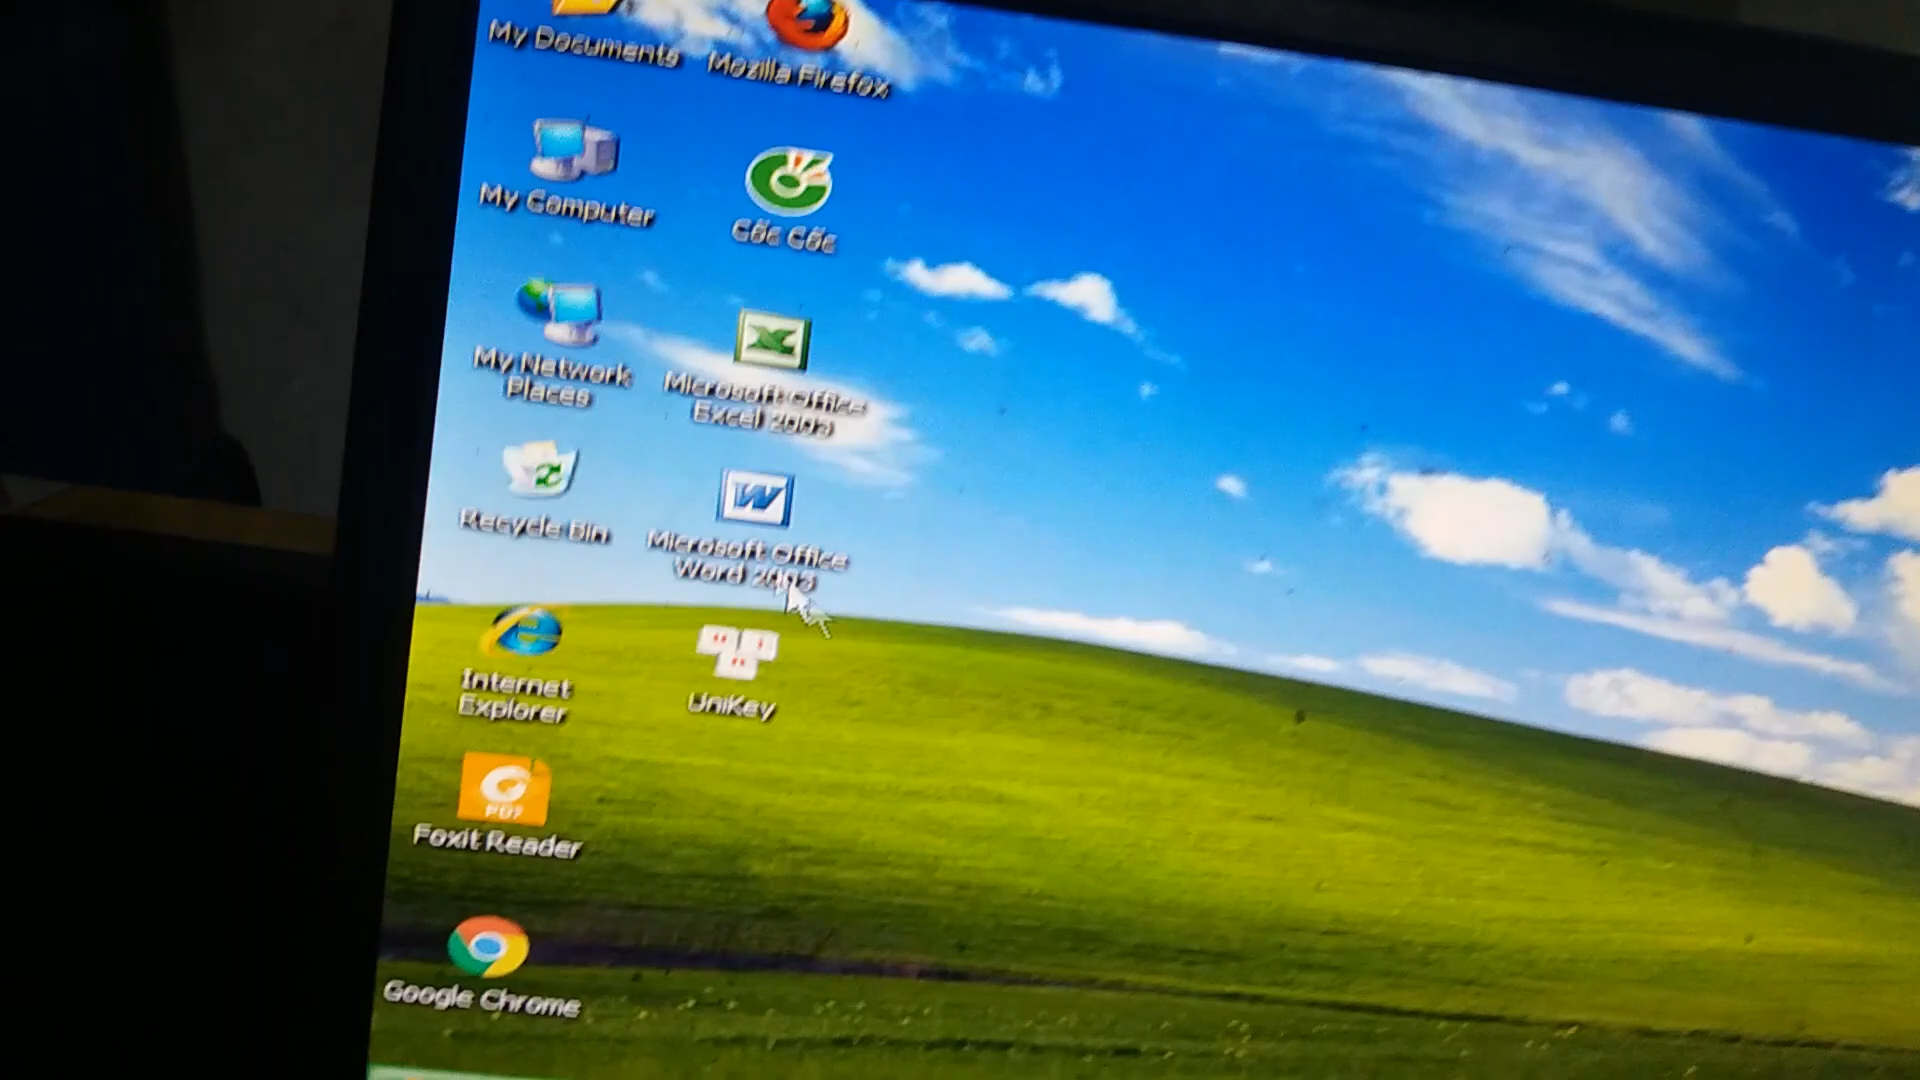 My Documents
Mozilla Firefox
My Computer
Cốc Cốc
My Network
Places
Microsoft Office
Excel 2003
Recycle Bin
Microsoft Office
Word 2003
Internet
Explorer
UniKey
Foxit Reader
Google Chrome